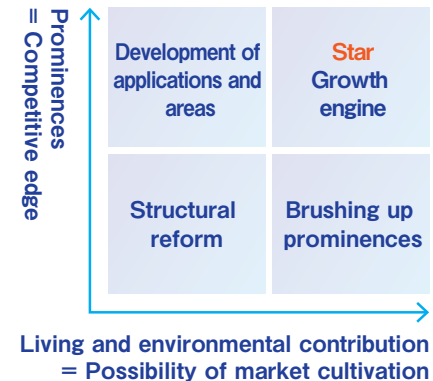 Prominences
= Competitive edge
Development of
applications and
areas
Star
Growth
engine
Structural
reform
Brushing up
prominences
Living and environmental contribution
= Possibility of market cultivation